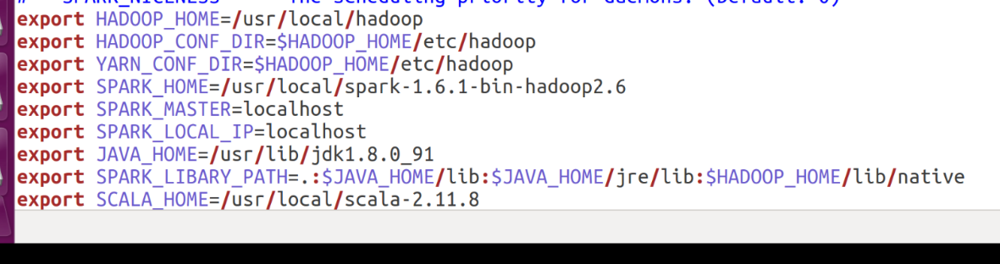 # - SPARK_NICENESS The scheduling priority for daemons. (Default: 0)
export HADOOP_HOME=/usr/local/hadoop
export HADOOP_CONF_DIR=$HADOOP_HOME/etc/hadoop
export YARN_CONF_DIR=$HADOOP_HOME/etc/hadoop
export SPARK_HOME=/usr/local/spark-1.6.1-bin-hadoop2.6
export SPARK_MASTER=localhost
export SPARK_LOCAL_IP=localhost
export JAVA_HOME=/usr/lib/jdk1.8.0_91
export SPARK_LIBARY_PATH=.:$JAVA_HOME/lib:$JAVA_HOME/jre/lib:$HADOOP_HOME/lib/native
export SCALA_HOME=/usr/local/scala-2.11.8